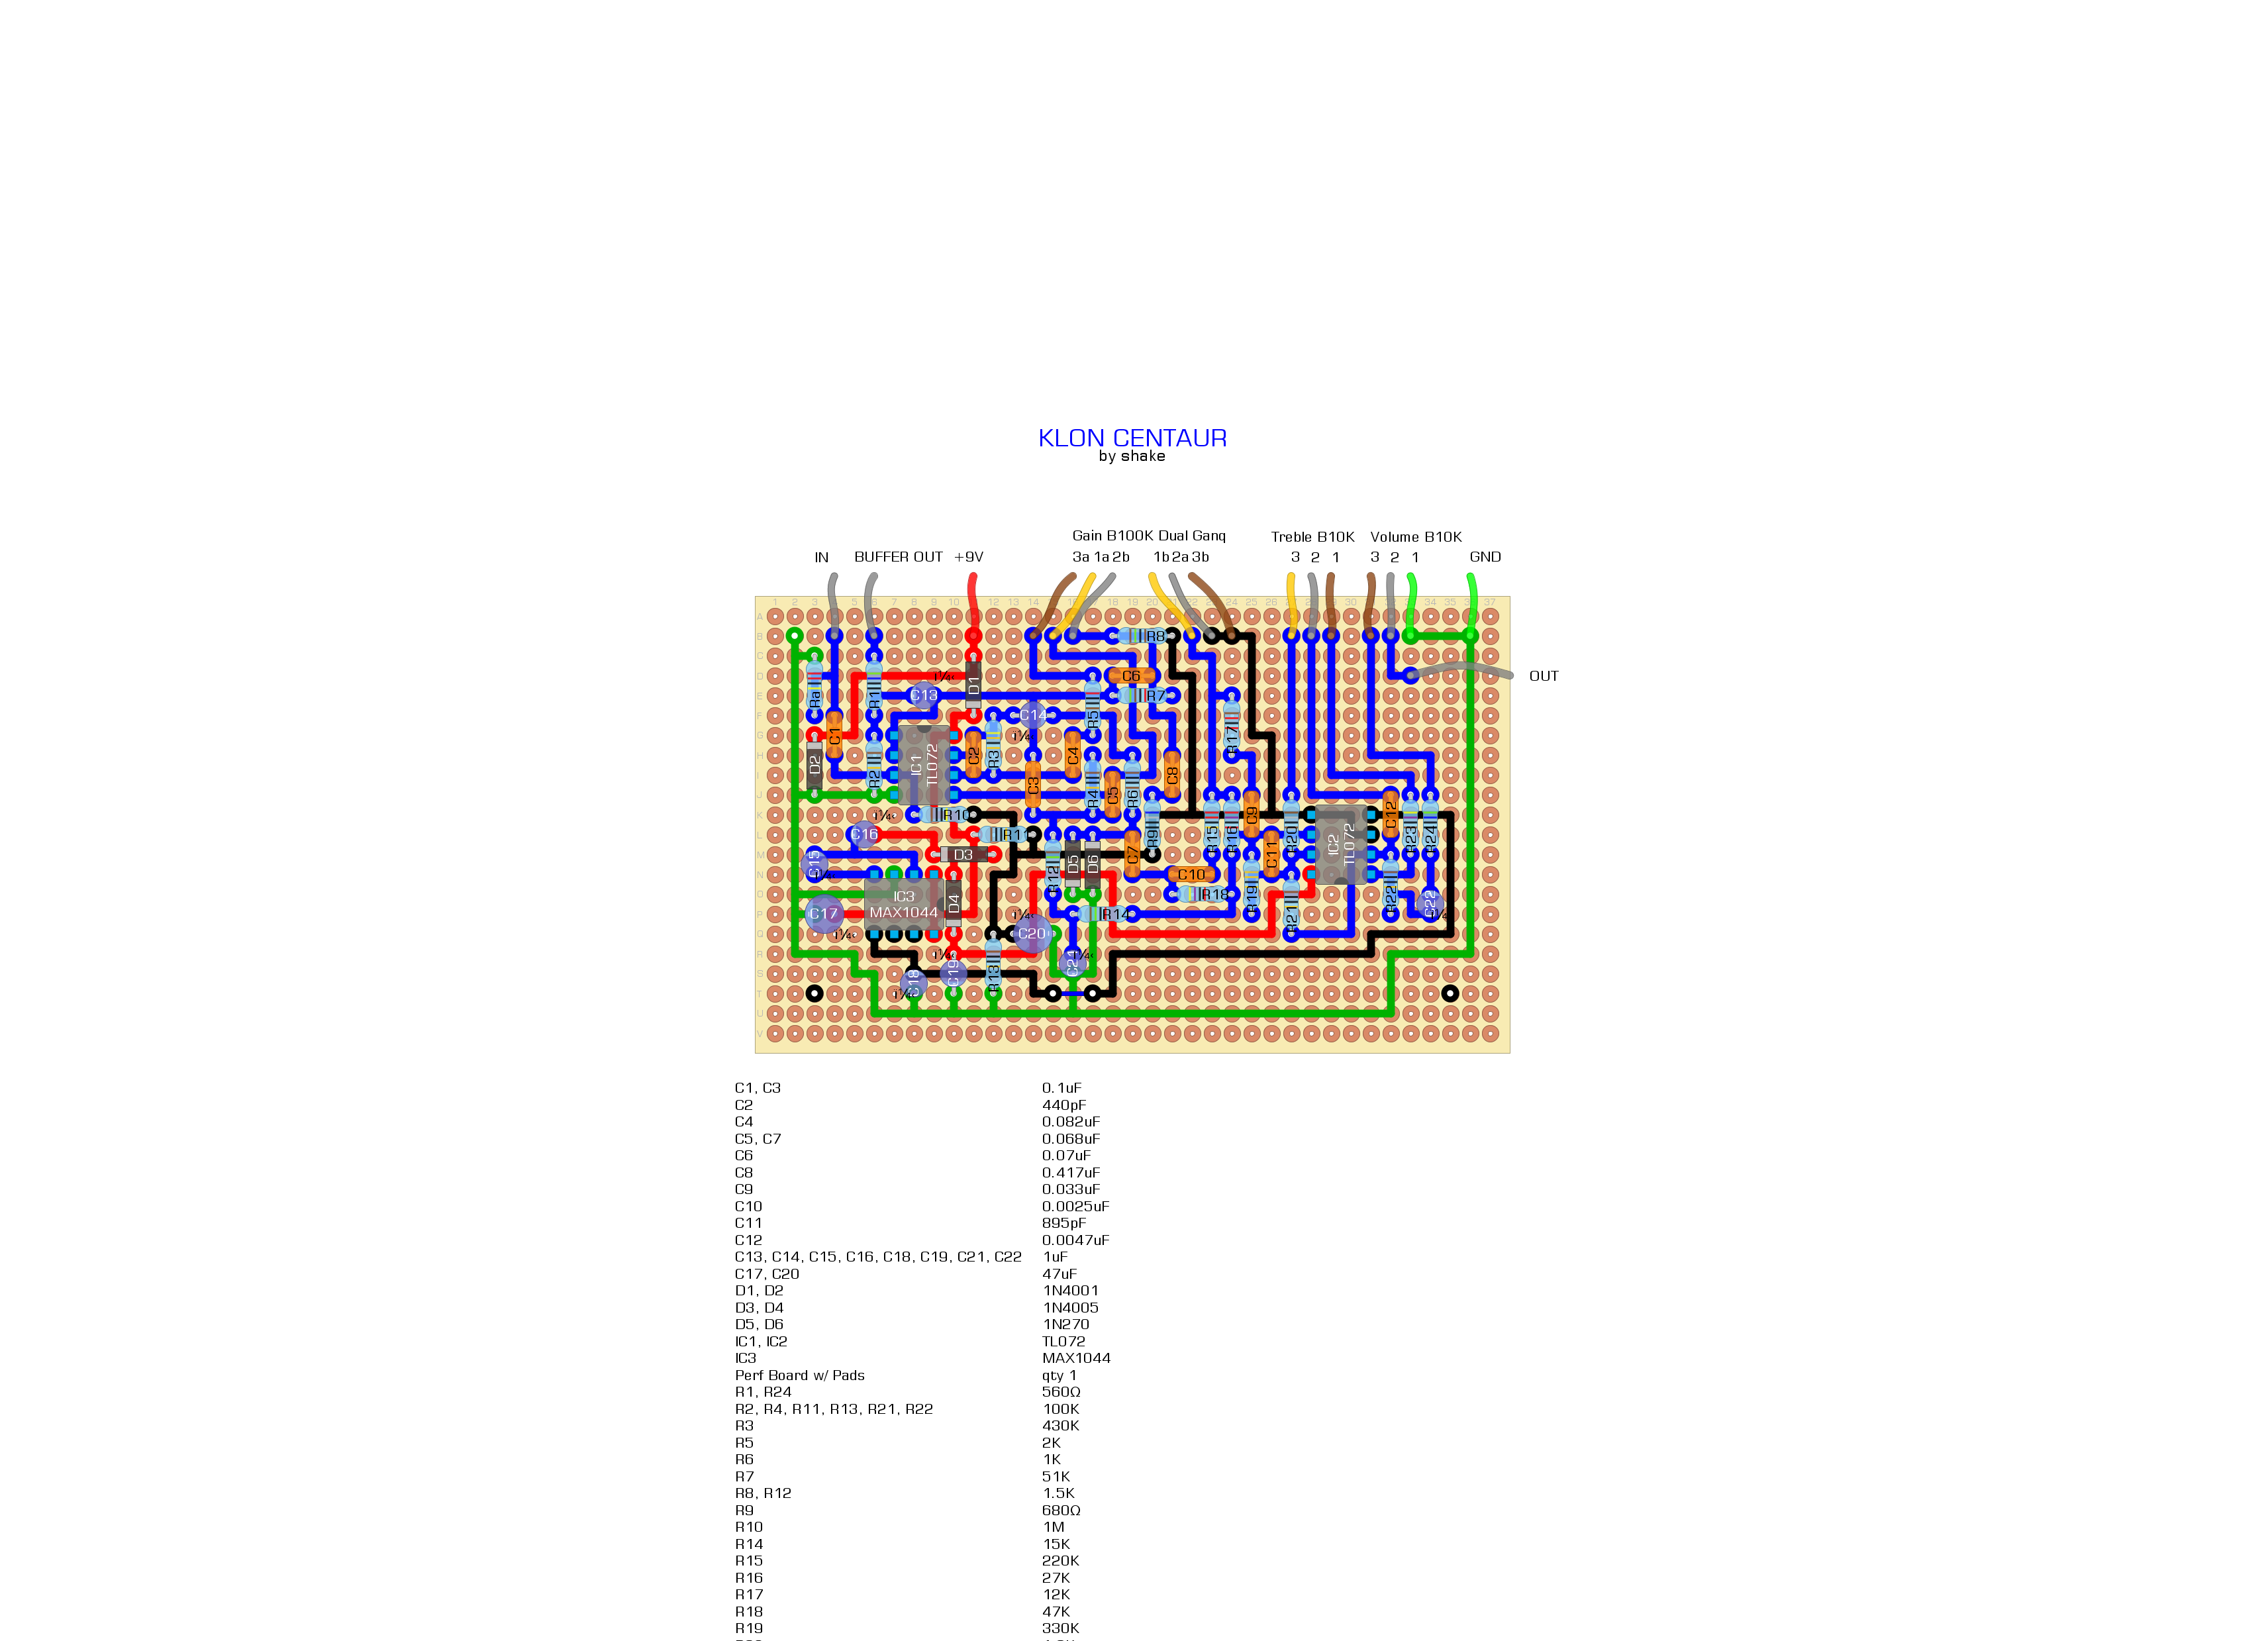 KLON CENTAUR
by shake
Gain B100K Dual Ganq
Treble B10K
Volume B10K
IN
BUFFER OUT
+9V
3a 1a 2b
1b 2a 3b
3 2 1
3 2 1
GND
OUT
R8
C6
D1
Ra
R1
C13
R7
C14
R5
R17
C1
D2
R2
IC1
TL072
C2
R3
C4
C3
R4
C5
R6
C8
R10
C16
R11
C15
D3
R12
D5
D6
C7
R9
R15
R16
C9
C11
R20
IC2
TL072
C12
R23
R24
C10
R18
R19
R21
R22
C22
IC3
MAX1044
D4
C17
R14
C20
R13
C21
C18
C19
C1, C3 0.1uF
C2 440pF
C4 0.082uF
C5, C7 0.068uF
C6 0.07uF
C8 0.417uF
C9 0.033uF
C10 0.0025uF
C11 895pF
C12 0.0047uF
C13, C14, C15, C16, C18, C19, C21, C22 1uF
C17, C20 47uF
D1, D2 1N4001
D3, D4 1N4005
D5, D6 1N270
IC1, IC2 TL072
IC3 MAX1044
Perf Board w/ Pads qty 1
R1, R24 560Ω
R2, R4, R11, R13, R21, R22 100K
R3 430K
R5 2K
R6 1K
R7 51K
R8, R12 1.5K
R9 680Ω
R10 1M
R14 15K
R15 220K
R16 27K
R17 12K
R18 47K
R19 330K